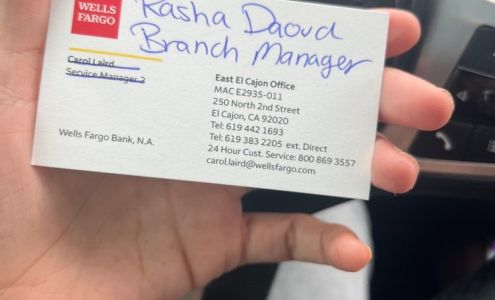 WELLS
FARGO
Rasha Daoud
Branch Manager
Carol Laird
Service Manager 2
East El Cajon Office
MAC E2935-011
250 North 2nd Street
El Cajon, CA 92020
Tel: 619 442 1693
Tel: 619 383 2205 ext. Direct
24 Hour Cust. Service: 800 869 3557
carol.laird@wellsfargo.com
Wells Fargo Bank, N.A.